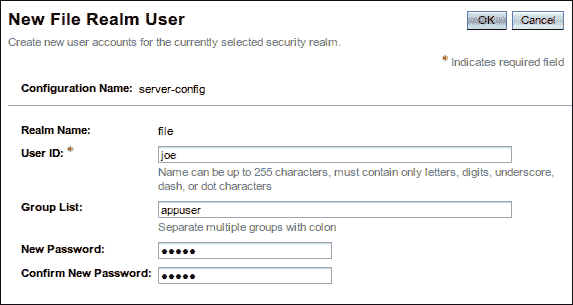 New File Realm User
OK Cancel
Create new user accounts for the currently selected security realm.
* Indicates required field
Configuration Name: server-config
Realm Name: file
User ID: * joe
Name can be up to 255 characters, must contain only letters, digits, underscore,
dash, or dot characters
Group List: appuser
Separate multiple groups with colon
New Password: ●●●●●
Confirm New Password: ●●●●●